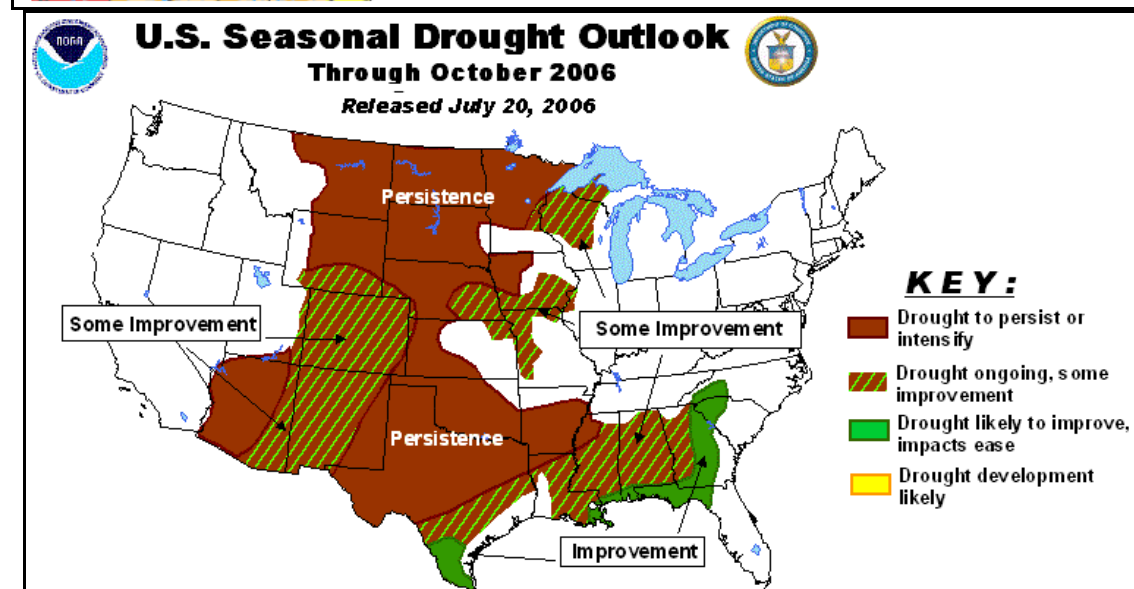 NOAA
U.S. Seasonal Drought Outlook
Through October 2006
Released July 20, 2006
Persistence
Some Improvement
Some Improvement
Persistence
Improvement
KEY:
Drought to persist or
intensify
Drought ongoing, some
improvement
Drought likely to improve,
impacts ease
Drought development
likely